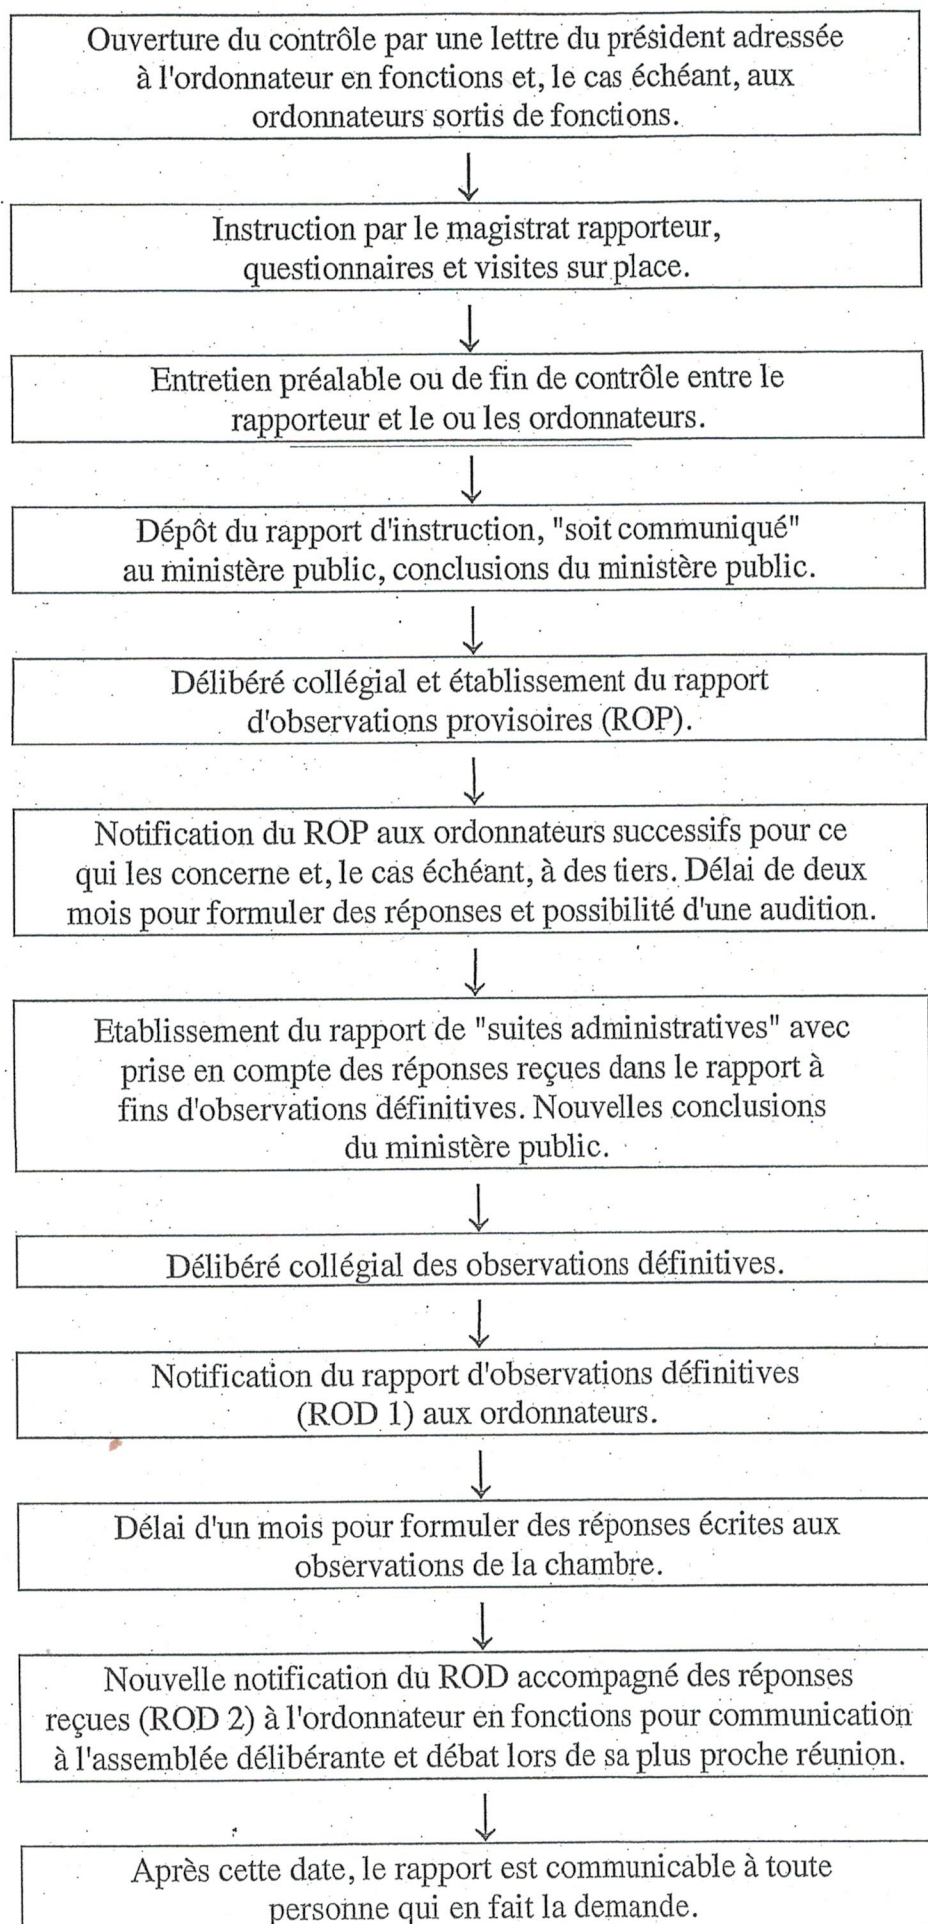 Ouverture du contrôle par une lettre du président adressée
à l'ordonnateur en fonctions et, le cas échéant, aux
ordonnateurs sortis de fonctions.
Instruction par le magistrat rapporteur,
questionnaires et visites sur place.
Entretien préalable ou de fin de contrôle entre le
rapporteur et le ou les ordonnateurs.
Dépôt du rapport d'instruction, "soit communiqué"
au ministère public, conclusions du ministère public.
Délibéré collégial et établissement du rapport
d'observations provisoires (ROP).
Notification du ROP aux ordonnateurs successifs pour ce
qui les concerne et, le cas échéant, à des tiers. Délai de deux
mois pour formuler des réponses et possibilité d'une audition.
Etablissement du rapport de "suites administratives" avec
prise en compte des réponses reçues dans le rapport à
fins d'observations définitives. Nouvelles conclusions
du ministère public.
Délibéré collégial des observations définitives.
Notification du rapport d'observations définitives
(ROD 1) aux ordonnateurs.
Délai d'un mois pour formuler des réponses écrites aux
observations de la chambre.
Nouvelle notification du ROD accompagné des réponses
reçues (ROD 2) à l'ordonnateur en fonctions pour communication
à l'assemblée délibérante et débat lors de sa plus proche réunion.
Après cette date, le rapport est communicable à toute
personne qui en fait la demande.